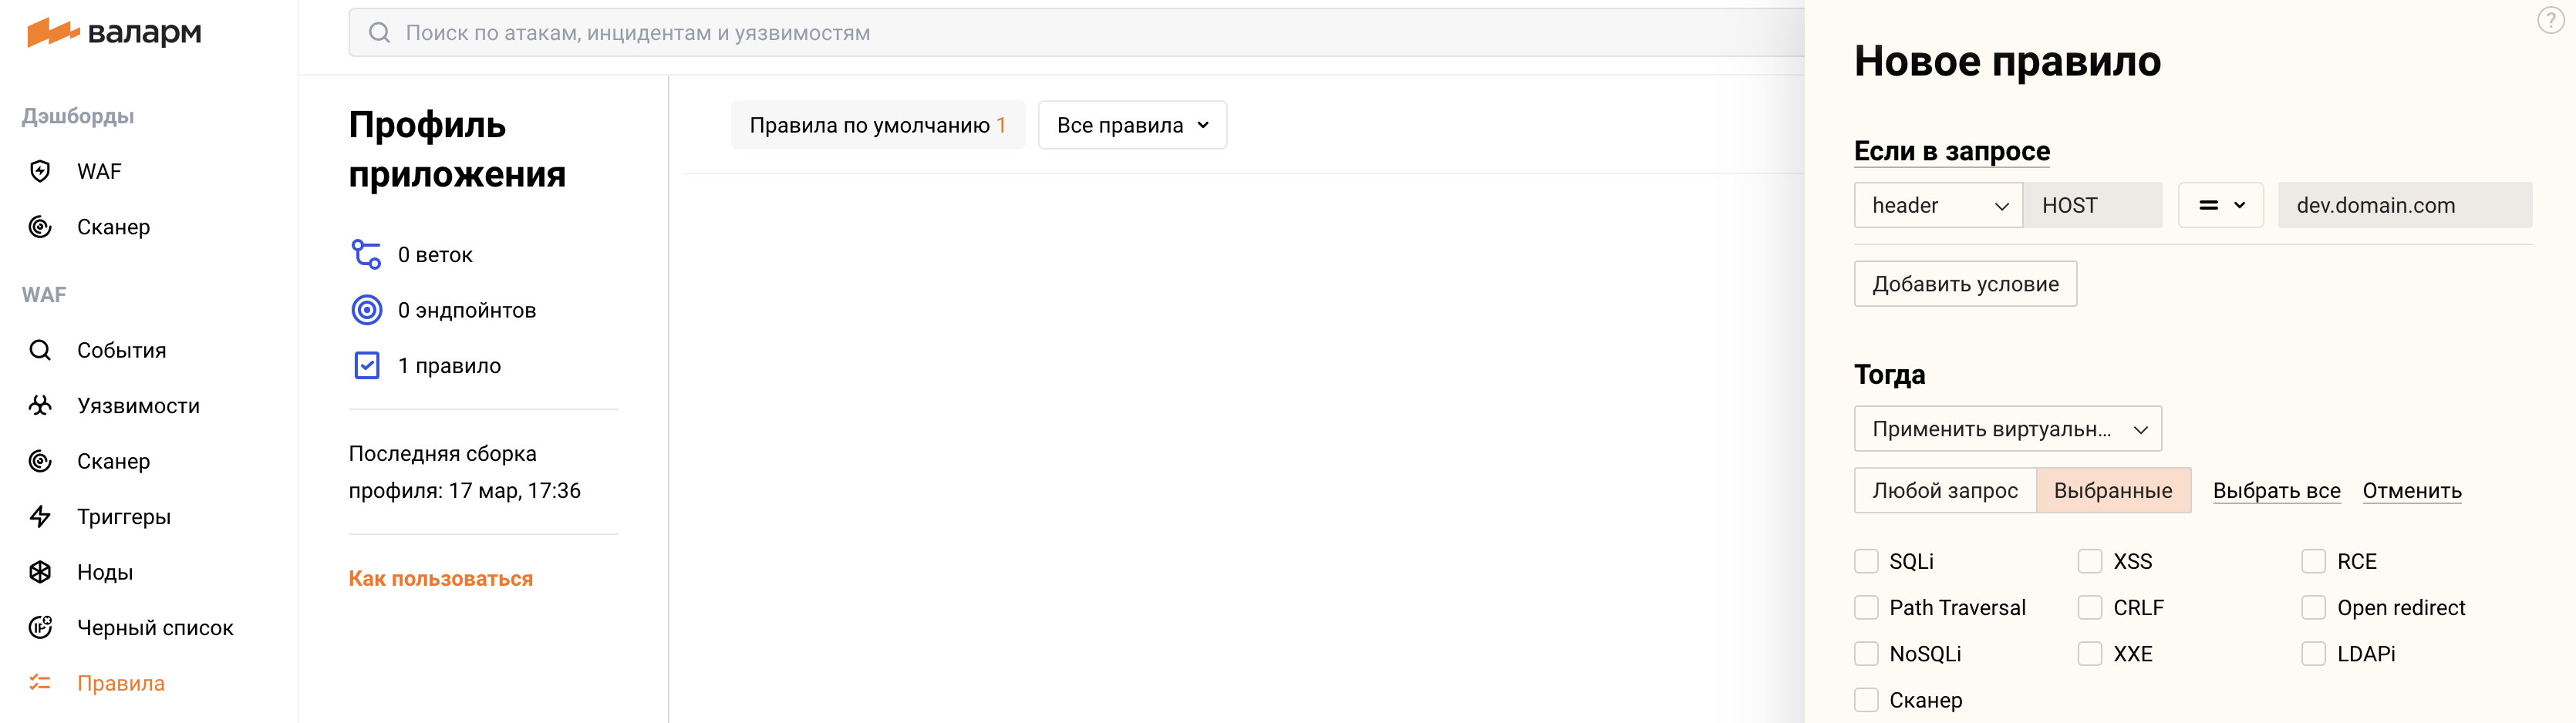 валарм
Дэшборды
WAF
Сканер
WAF
События
Уязвимости
Сканер
Триггеры
Ноды
Черный список
Правила
Поиск по атакам, инцидентам и уязвимостям
Профиль
приложения
0 веток
0 эндпойнтов
1 правило
Последняя сборка
профиля: 17 мар, 17:36
Как пользоваться
Правила по умолчанию 1
Все правила
?
Новое правило
Если в запросе
header HOST = dev.domain.com
Добавить условие
Тогда
Применить виртуальн...
Любой запрос Выбранные Выбрать все Отменить
SQLi XSS RCE
Path Traversal CRLF Open redirect
NoSQLi XXE LDAPi
Сканер